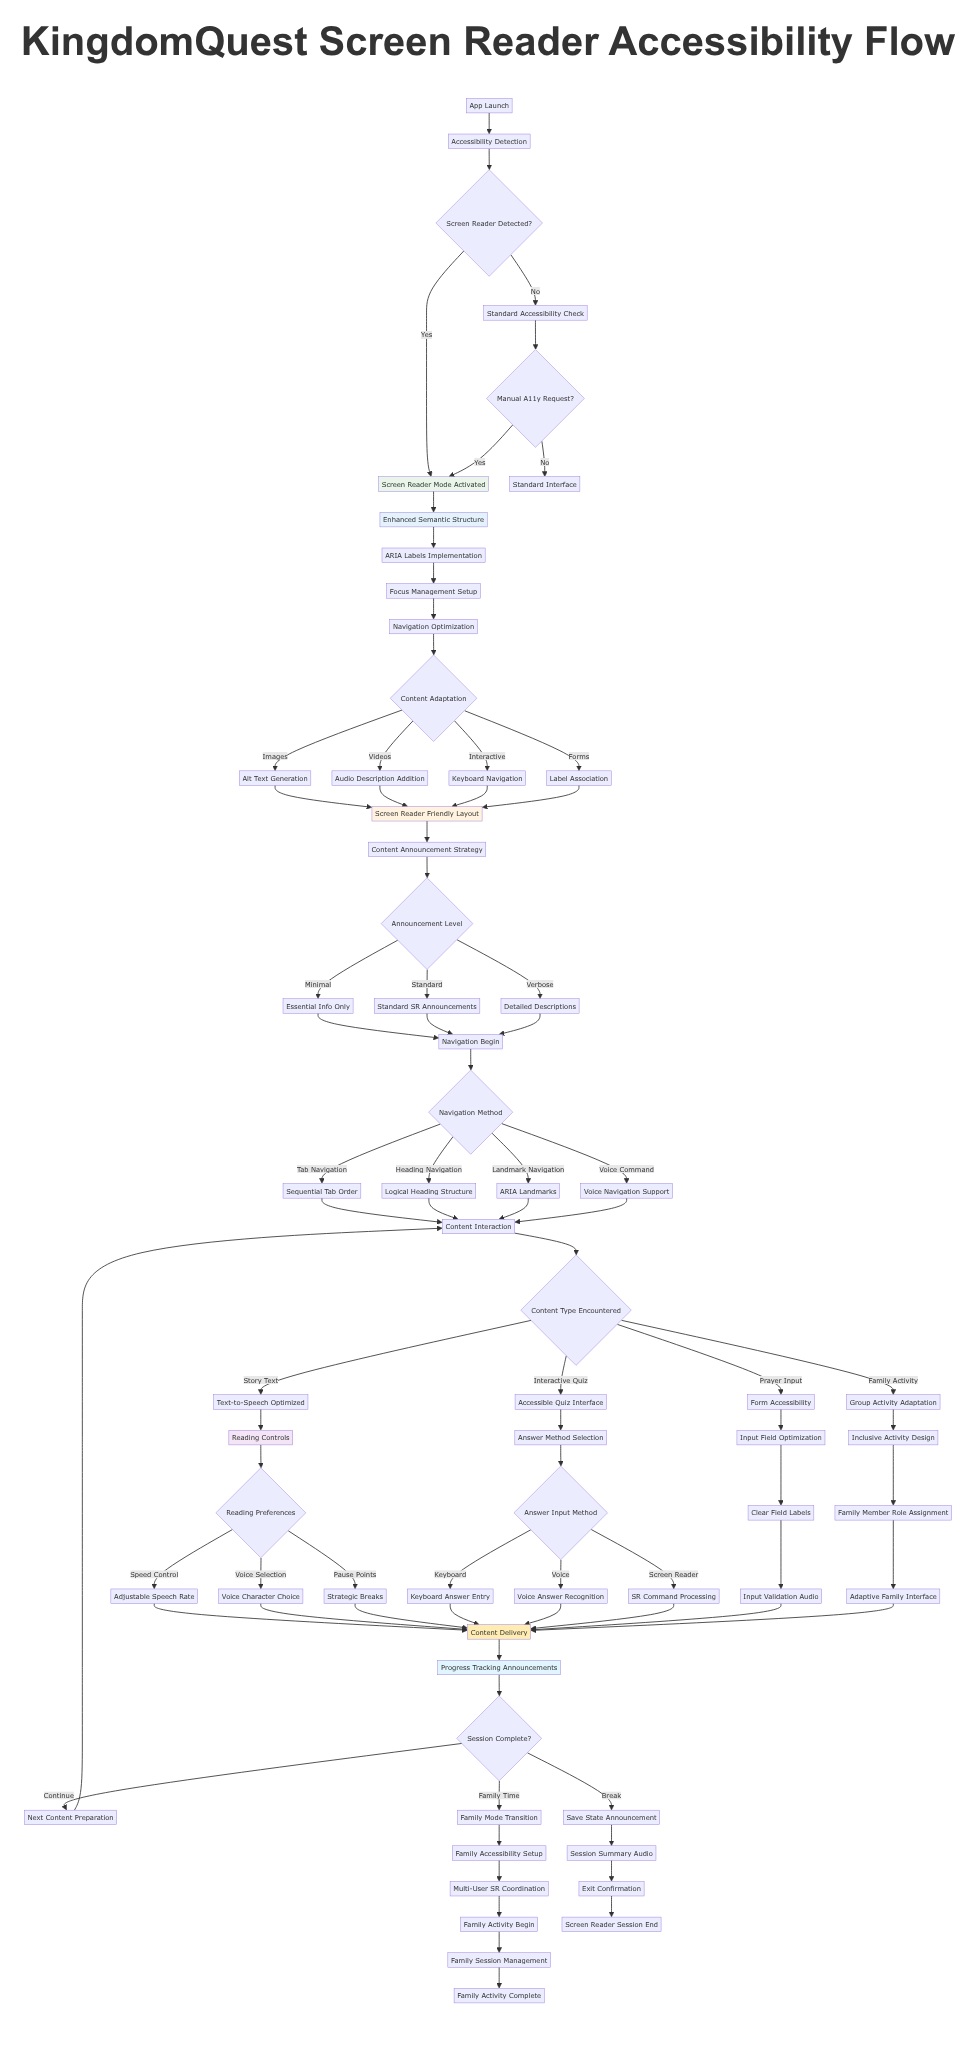 KingdomQuest Screen Reader Accessibility Flow
App Launch
Accessibility Detection
Screen Reader Detected?
No
Standard Accessibility Check
Yes
Manual A11y Request?
Yes
No
Screen Reader Mode Activated
Standard Interface
Enhanced Semantic Structure
ARIA Labels Implementation
Focus Management Setup
Navigation Optimization
Content Adaptation
Images
Videos
Interactive
Forms
Alt Text Generation
Audio Description Addition
Keyboard Navigation
Label Association
Screen Reader Friendly Layout
Content Announcement Strategy
Announcement Level
Minimal
Standard
Verbose
Essential Info Only
Standard SR Announcements
Detailed Descriptions
Navigation Begin
Navigation Method
Tab Navigation
Heading Navigation
Landmark Navigation
Voice Command
Sequential Tab Order
Logical Heading Structure
ARIA Landmarks
Voice Navigation Support
Content Interaction
Content Type Encountered
Story Text
Interactive Quiz
Prayer Input
Family Activity
Text-to-Speech Optimized
Accessible Quiz Interface
Form Accessibility
Group Activity Adaptation
Reading Controls
Answer Method Selection
Input Field Optimization
Inclusive Activity Design
Reading Preferences
Answer Input Method
Clear Field Labels
Family Member Role Assignment
Speed Control
Voice Selection
Pause Points
Keyboard
Voice
Screen Reader
Adjustable Speech Rate
Voice Character Choice
Strategic Breaks
Keyboard Answer Entry
Voice Answer Recognition
SR Command Processing
Input Validation Audio
Adaptive Family Interface
Content Delivery
Progress Tracking Announcements
Session Complete?
Continue
Family Time
Break
Next Content Preparation
Family Mode Transition
Save State Announcement
Family Accessibility Setup
Session Summary Audio
Multi-User SR Coordination
Exit Confirmation
Family Activity Begin
Screen Reader Session End
Family Session Management
Family Activity Complete